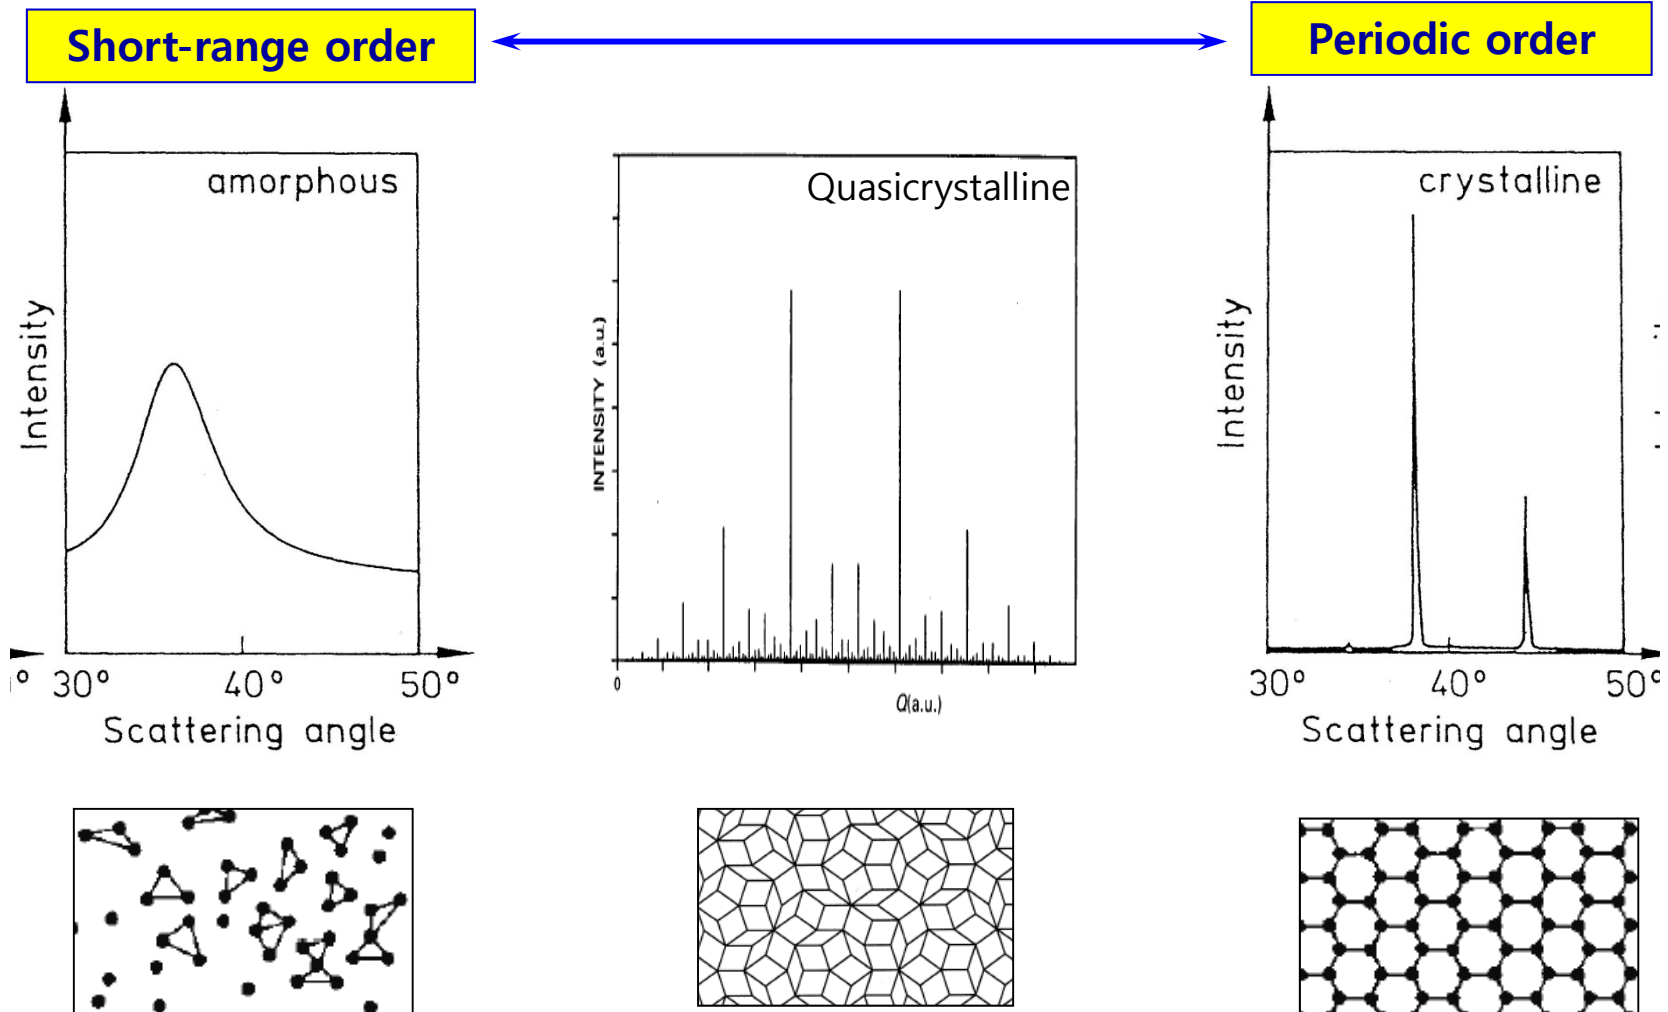 Short-range order
Periodic order
amorphous
Intensity
30° 40° 50°
Scattering angle
Quasicrystalline
INTENSITY (a.u.)
0
Q(a.u.)
crystalline
Intensity
30° 40° 50°
Scattering angle